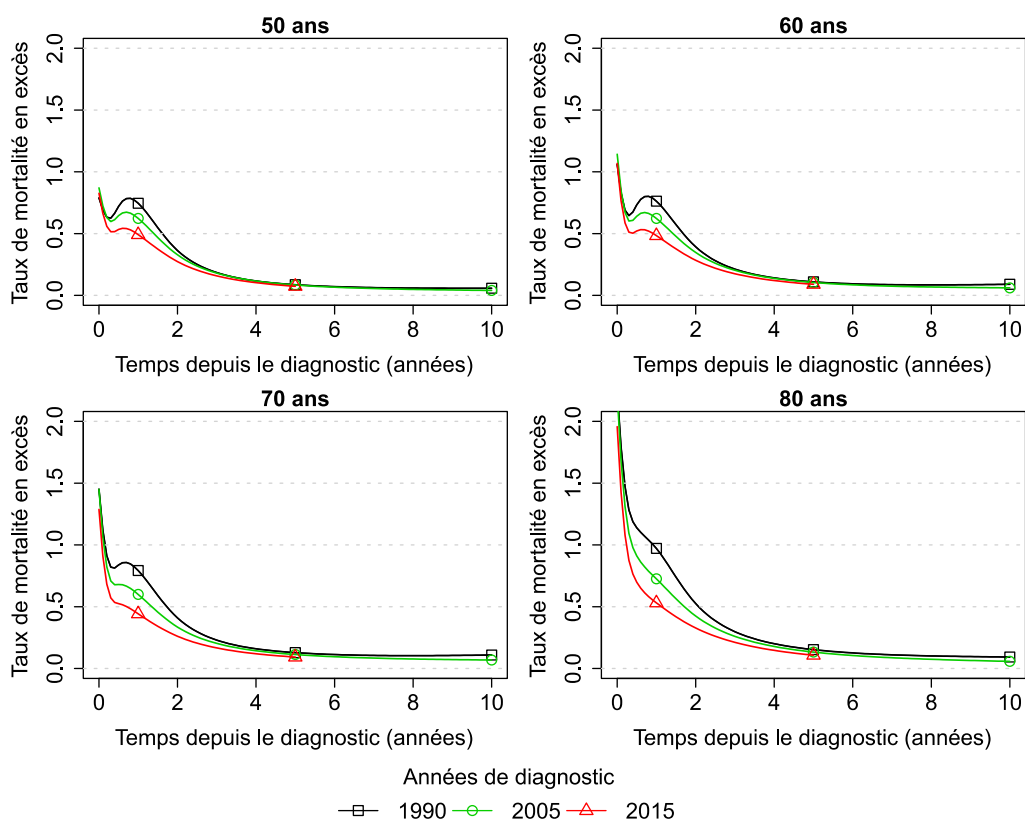 50 ans
Taux de mortalité en excès
2.0
1.5
1.0
0.5
0.0
0 2 4 6 8 10
Temps depuis le diagnostic (années)
60 ans
Taux de mortalité en excès
2.0
1.5
1.0
0.5
0.0
0 2 4 6 8 10
Temps depuis le diagnostic (années)
70 ans
Taux de mortalité en excès
2.0
1.5
1.0
0.5
0.0
0 2 4 6 8 10
Temps depuis le diagnostic (années)
80 ans
Taux de mortalité en excès
2.0
1.5
1.0
0.5
0.0
0 2 4 6 8 10
Temps depuis le diagnostic (années)
Années de diagnostic
1990 2005 2015